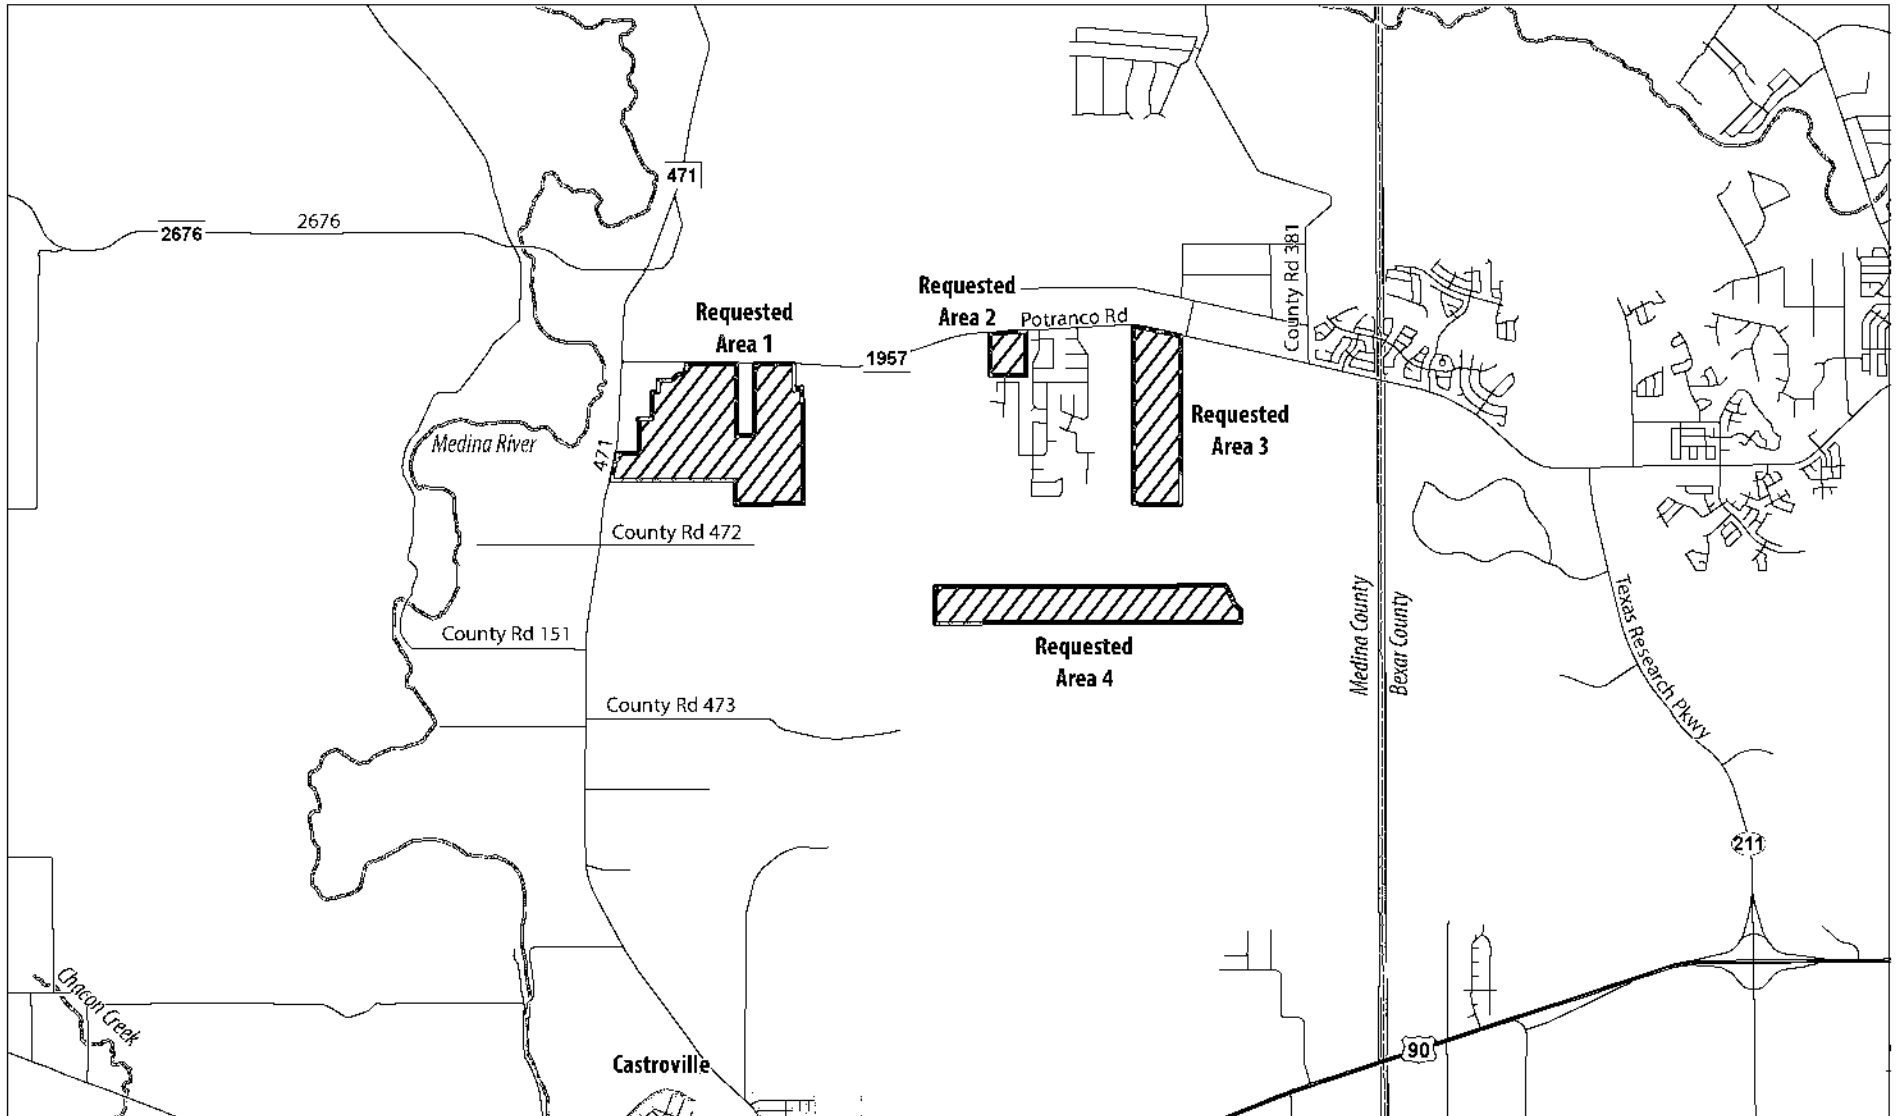 471
2676
2676
County Rd 381
Requested
Area 2
Requested
Area 1
Potranco Rd
1957
Requested
Area 3
Medina River
471
County Rd 472
Medina County
Bexar County
Texas Research Pkwy
County Rd 151
Requested
Area 4
County Rd 473
211
Chacon Creek
90
Castroville